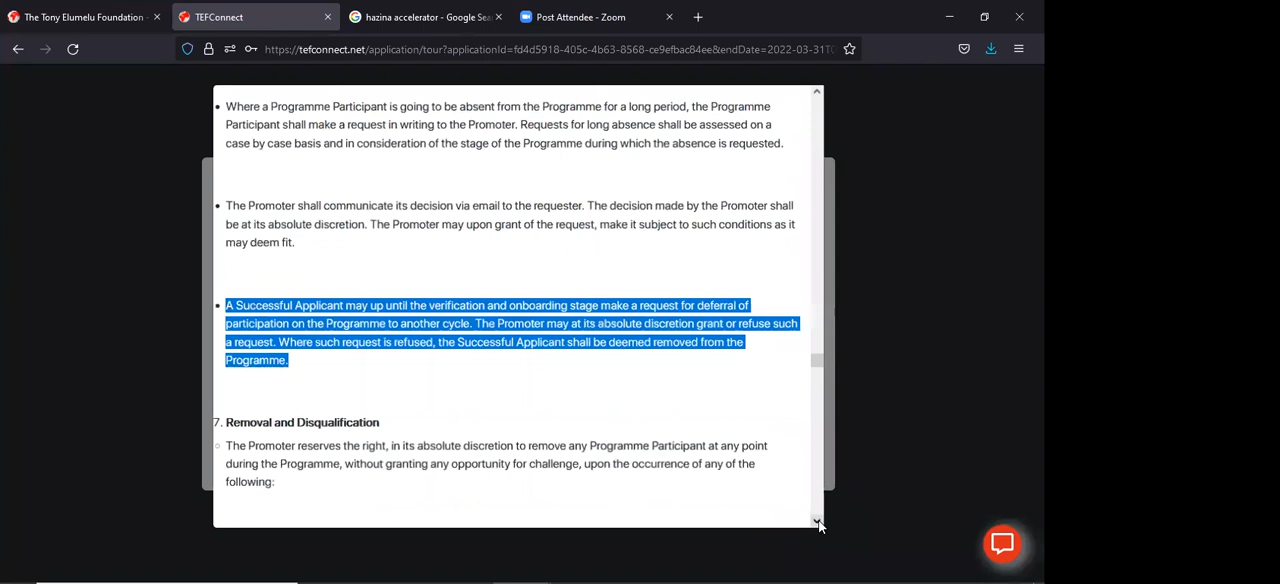 The Tony Elumelu Foundation -
TEFConnect
hazina accelerator - Google Sea
Post Attendee - Zoom
https://tefconnect.net/application/tour?applicationId=fd4d5918-405c-4b63-8568-ce9efbac84ee&endDate=2022-03-31T0
• Where a Programme Participant is going to be absent from the Programme for a long period, the Programme
Participant shall make a request in writing to the Promoter. Requests for long absence shall be assessed on a
case by case basis and in consideration of the stage of the Programme during which the absence is requested.
• The Promoter shall communicate its decision via email to the requester. The decision made by the Promoter shall
be at its absolute discretion. The Promoter may upon grant of the request, make it subject to such conditions as it
may deem fit.
• A Successful Applicant may up until the verification and onboarding stage make a request for deferral of
participation on the Programme to another cycle. The Promoter may at its absolute discretion grant or refuse such
a request. Where such request is refused, the Successful Applicant shall be deemed removed from the
Programme.
7. Removal and Disqualification
○ The Promoter reserves the right, in its absolute discretion to remove any Programme Participant at any point
during the Programme, without granting any opportunity for challenge, upon the occurrence of any of the
following: